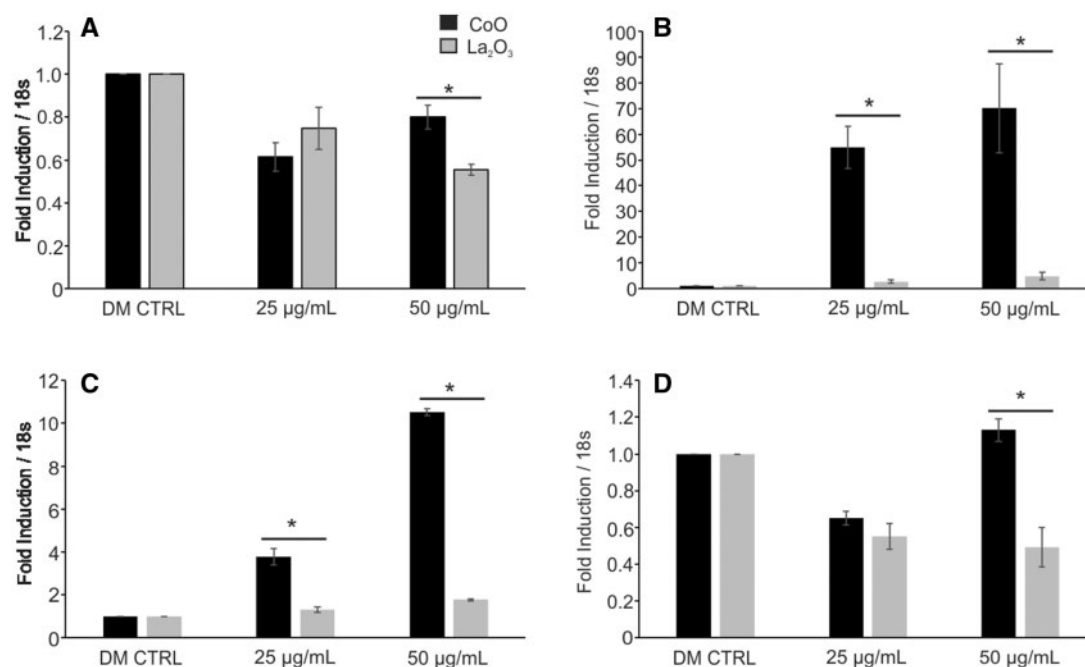 A
CoO
La₂O₃
Fold Induction / 18s
1.2
1.0
0.8
0.6
0.4
0.2
0
*
DM CTRL 25 µg/mL 50 µg/mL
B
Fold Induction / 18s
100
90
80
70
60
50
40
30
20
10
0
*
*
DM CTRL 25 µg/mL 50 µg/mL
C
Fold Induction / 18s
12
10
8
6
4
2
0
*
*
DM CTRL 25 µg/mL 50 µg/mL
D
Fold Induction / 18s
1.4
1.2
1.0
0.8
0.6
0.4
0.2
0
*
DM CTRL 25 µg/mL 50 µg/mL